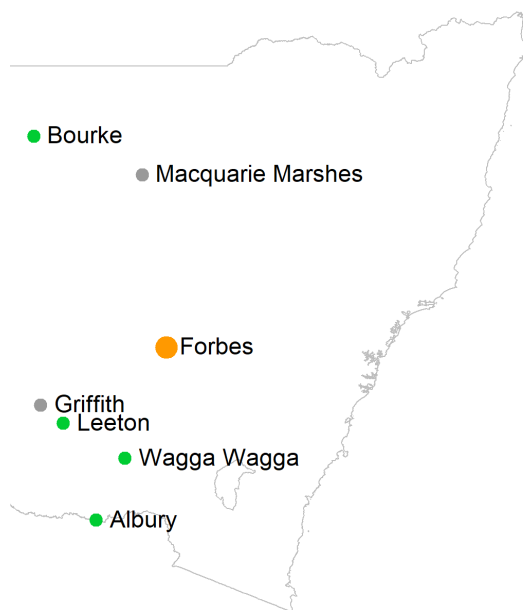 Bourke
Macquarie Marshes
Forbes
Griffith
Leeton
Wagga Wagga
Albury